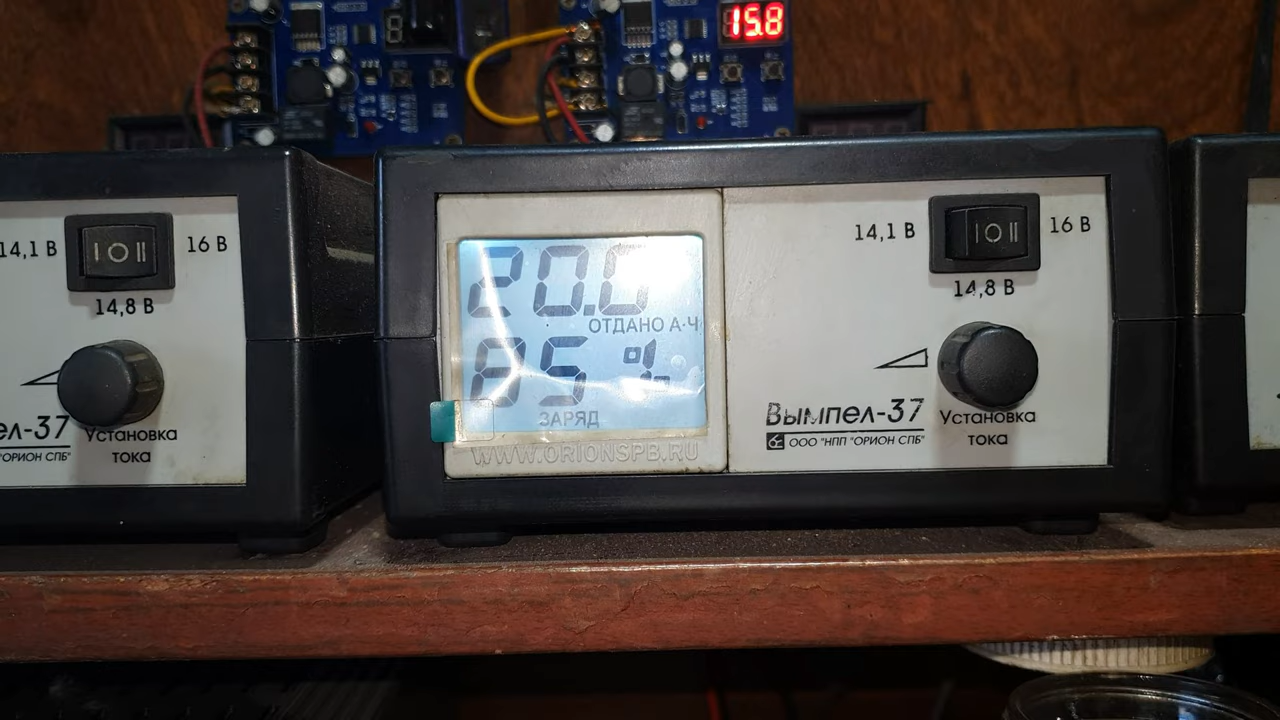 15.8
14,1 В
16 В
14,8 В
ел-37
"ОРИОН СПБ"
Установка
тока
20.0
ОТДАНО А·Ч
85 %
ЗАРЯД
WWW.ORIONSPB.RU
14,1 В
16 В
14,8 В
Вымпел-37
ООО "НПП "ОРИОН СПБ"
Установка
тока